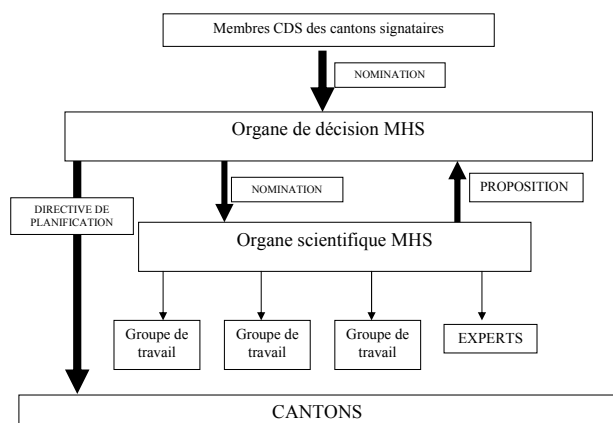 Membres CDS des cantons signataires
NOMINATION
Organe de décision MHS
NOMINATION
PROPOSITION
DIRECTIVE DE
PLANIFICATION
Organe scientifique MHS
Groupe de
travail
Groupe de
travail
Groupe de
travail
EXPERTS
CANTONS